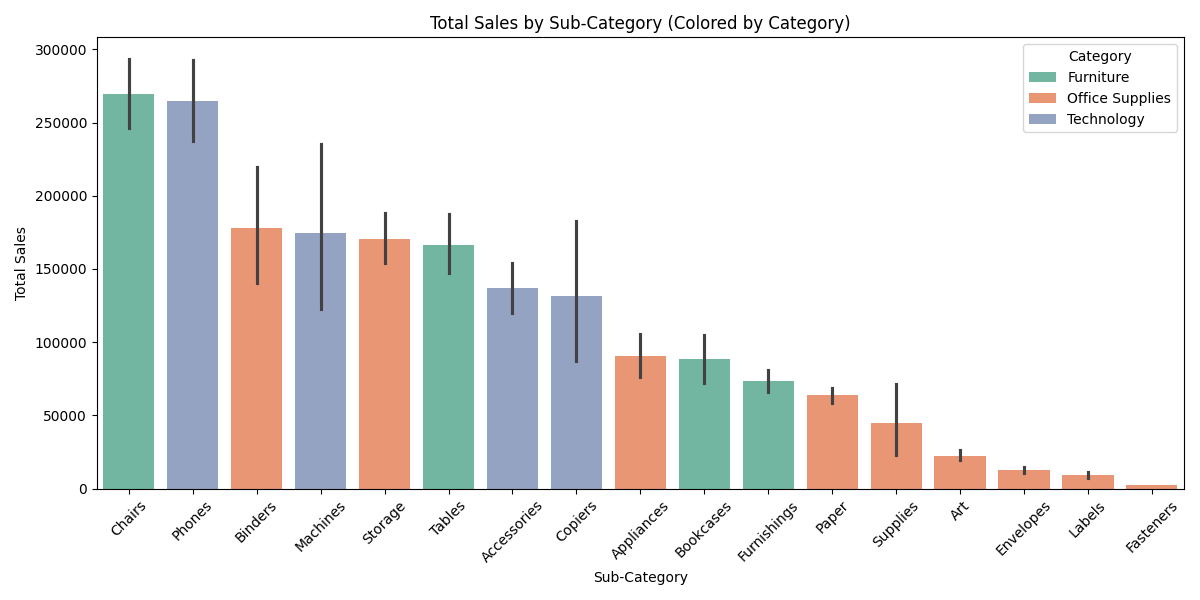 Total Sales by Sub-Category (Colored by Category)
Category
Furniture
Office Supplies
Technology
Total Sales
300000
250000
200000
150000
100000
50000
0
Chairs
Phones
Binders
Machines
Storage
Tables
Accessories
Copiers
Appliances
Bookcases
Furnishings
Paper
Supplies
Art
Envelopes
Labels
Fasteners
Sub-Category